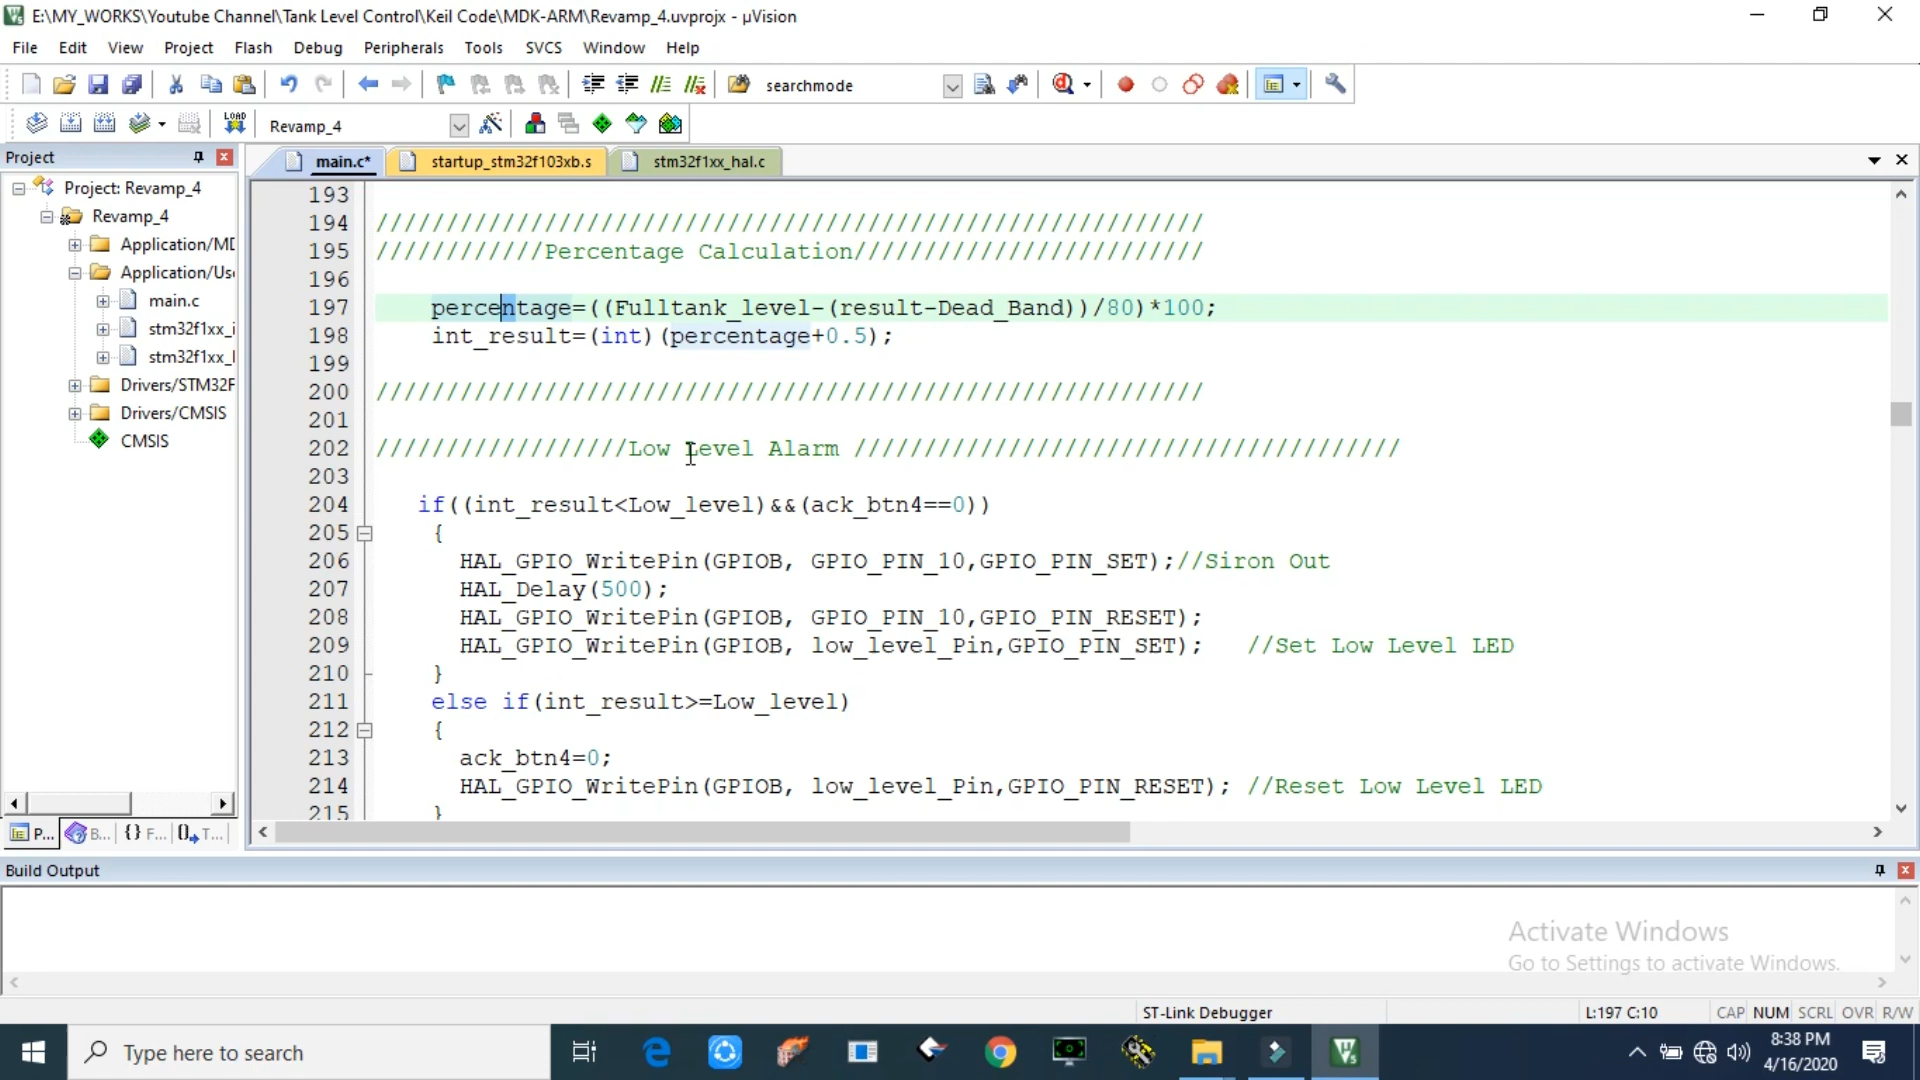 E:\MY_WORKS\Youtube Channel\Tank Level Control\Keil Code\MDK-ARM\Revamp_4.uvprojx - µVision
File Edit View Project Flash Debug Peripherals Tools SVCS Window Help
searchmode
LOAD Revamp_4
Project
main.c* startup_stm32f103xb.s stm32f1xx_hal.c
Project: Revamp_4
Revamp_4
Application/MD
Application/Use
main.c
stm32f1xx_i
stm32f1xx_l
Drivers/STM32F
Drivers/CMSIS
CMSIS
P... B... {} F... T...
193
194 ///////////////////////////////////////////////////////////
195 ////////////Percentage Calculation/////////////////////////
196
197 percentage=((Fulltank_level-(result-Dead_Band))/80)*100;
198 int_result=(int)(percentage+0.5);
199
200 ///////////////////////////////////////////////////////////
201
202 //////////////////Low Level Alarm ///////////////////////////////////////
203
204 if((int_result<Low_level)&&(ack_btn4==0))
205 {
206 HAL_GPIO_WritePin(GPIOB, GPIO_PIN_10,GPIO_PIN_SET);//Siron Out
207 HAL_Delay(500);
208 HAL_GPIO_WritePin(GPIOB, GPIO_PIN_10,GPIO_PIN_RESET);
209 HAL_GPIO_WritePin(GPIOB, low_level_Pin,GPIO_PIN_SET); //Set Low Level LED
210 }
211 else if(int_result>=Low_level)
212 {
213 ack_btn4=0;
214 HAL_GPIO_WritePin(GPIOB, low_level_Pin,GPIO_PIN_RESET); //Reset Low Level LED
215 }
Build Output
Activate Windows
Go to Settings to activate Windows.
ST-Link Debugger L:197 C:10 CAP NUM SCRL OVR R/W
Type here to search
8:38 PM
4/16/2020